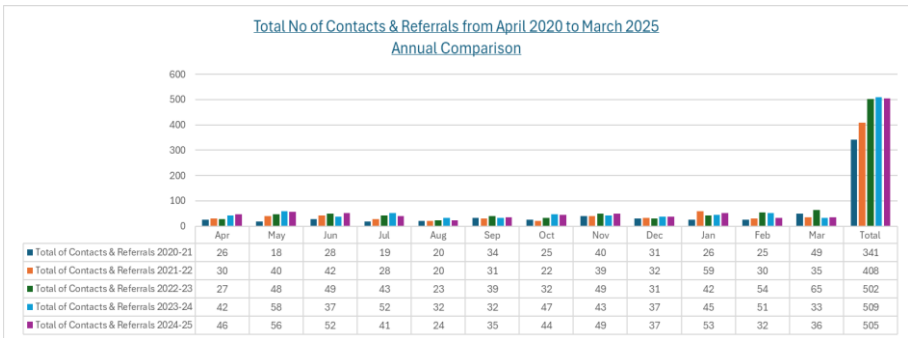 Total No of Contacts & Referrals from April 2020 to March 2025
Annual Comparison
600
500
400
300
200
100
0
Apr May Jun Jul Aug Sep Oct Nov Dec Jan Feb Mar Total
Total of Contacts & Referrals 2020-21 26 18 28 19 20 34 25 40 31 26 25 49 341
Total of Contacts & Referrals 2021-22 30 40 42 28 20 31 22 39 32 59 30 35 408
Total of Contacts & Referrals 2022-23 27 48 49 43 23 39 32 49 31 42 54 65 502
Total of Contacts & Referrals 2023-24 42 58 37 52 32 32 47 43 37 45 51 33 509
Total of Contacts & Referrals 2024-25 46 56 52 41 24 35 44 49 37 53 32 36 505